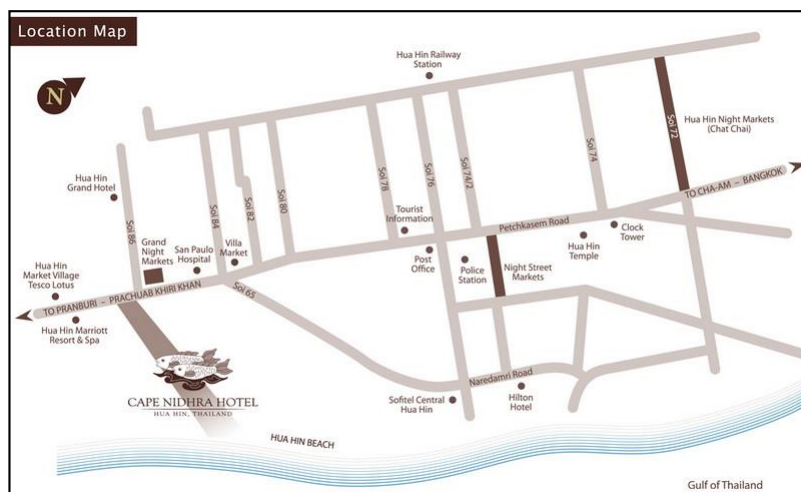 Location Map
Hua Hin Railway
Station
N
Hua Hin Night Markets
(Chat Chai)
Soi 72
Soi 74
Soi 74/2
Soi 76
Soi 78
Soi 80
Soi 82
Soi 84
Soi 86
Hua Hin
Grand Hotel
TO CHA-AM – BANGKOK
Tourist
Information
Petchkasem Road
Clock
Tower
Grand
Night
Markets
San Paulo
Hospital
Villa
Market
Post
Office
Police
Station
Night Street
Markets
Hua Hin
Temple
Hua Hin
Market Village
Tesco Lotus
TO PRANBURI – PRACHUAB KHIRI KHAN
Soi 65
Hua Hin Marriott
Resort & Spa
CAPE NIDHRA HOTEL
HUA HIN, THAILAND
Naredamri Road
Sofitel Central
Hua Hin
Hilton
Hotel
HUA HIN BEACH
Gulf of Thailand